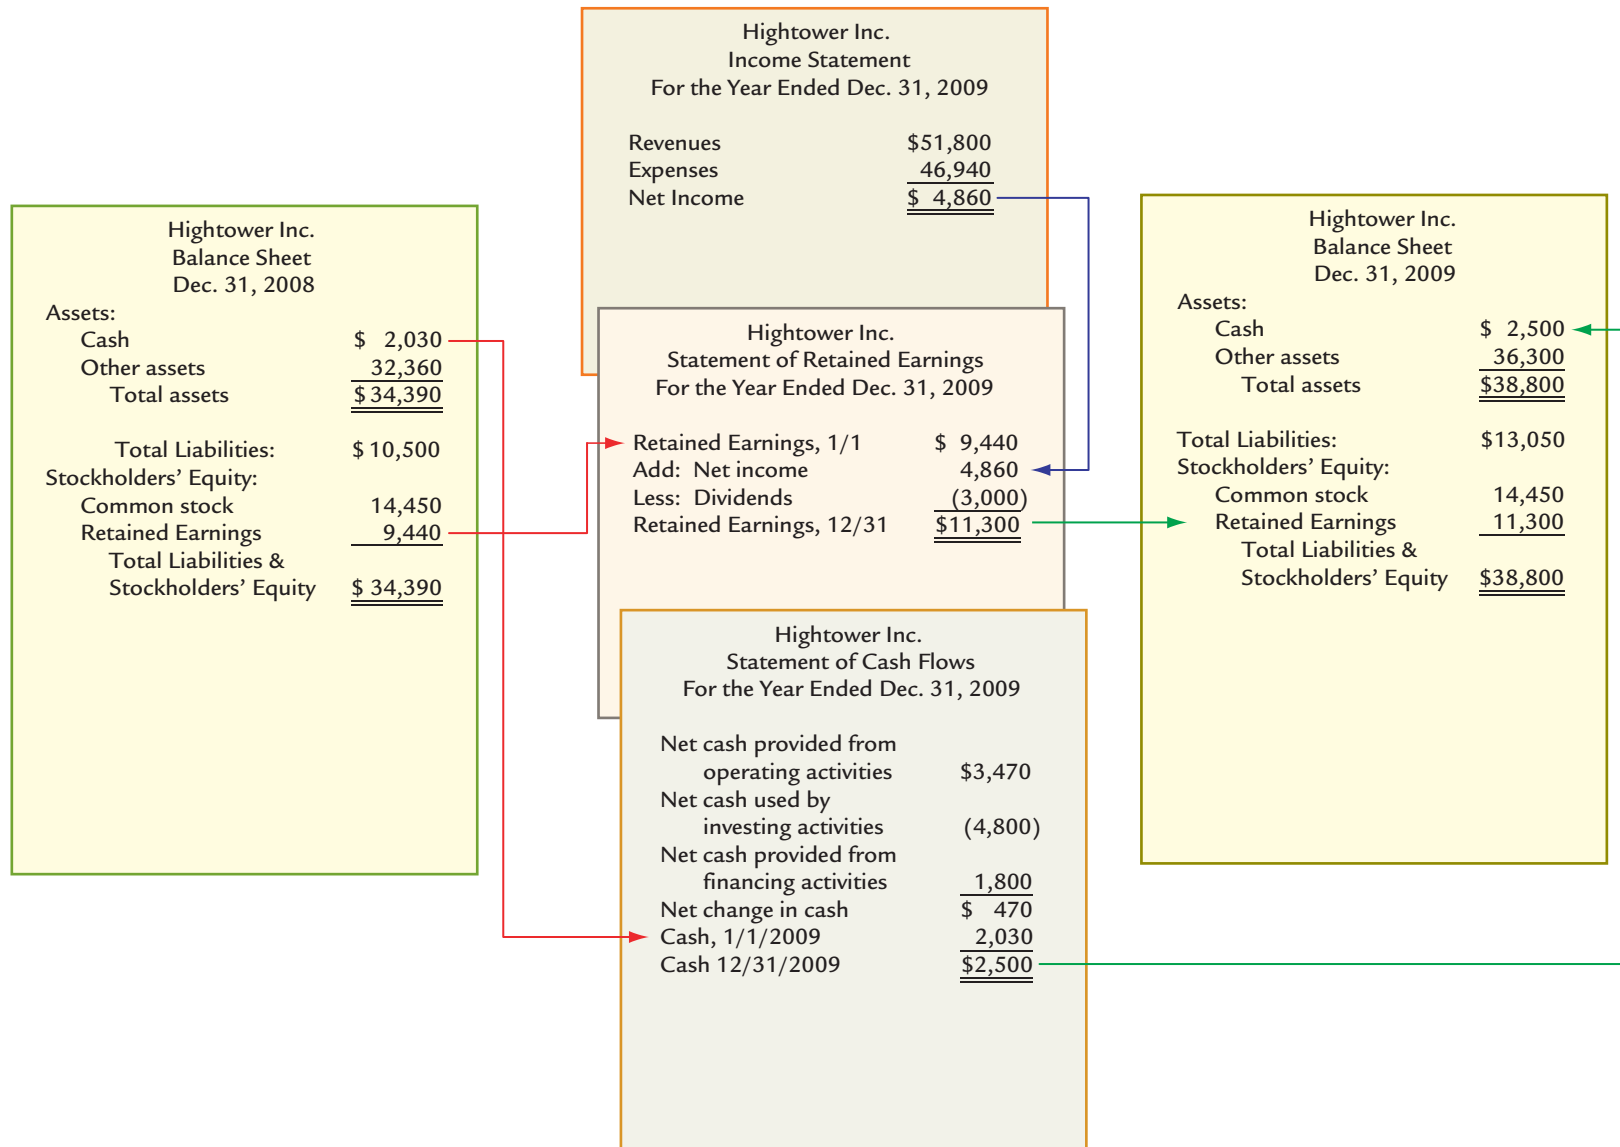 Hightower Inc.
Balance Sheet
Dec. 31, 2008
Assets:
Cash $ 2,030
Other assets 32,360
Total assets $ 34,390
Total Liabilities: $ 10,500
Stockholders’ Equity:
Common stock 14,450
Retained Earnings 9,440
Total Liabilities &
Stockholders’ Equity $ 34,390
Hightower Inc.
Income Statement
For the Year Ended Dec. 31, 2009
Revenues $51,800
Expenses 46,940
Net Income $ 4,860
Hightower Inc.
Statement of Retained Earnings
For the Year Ended Dec. 31, 2009
Retained Earnings, 1/1 $ 9,440
Add: Net income 4,860
Less: Dividends (3,000)
Retained Earnings, 12/31 $11,300
Hightower Inc.
Statement of Cash Flows
For the Year Ended Dec. 31, 2009
Net cash provided from
operating activities $3,470
Net cash used by
investing activities (4,800)
Net cash provided from
financing activities 1,800
Net change in cash $ 470
Cash, 1/1/2009 2,030
Cash 12/31/2009 $2,500
Hightower Inc.
Balance Sheet
Dec. 31, 2009
Assets:
Cash $ 2,500
Other assets 36,300
Total assets $38,800
Total Liabilities: $13,050
Stockholders’ Equity:
Common stock 14,450
Retained Earnings 11,300
Total Liabilities &
Stockholders’ Equity $38,800